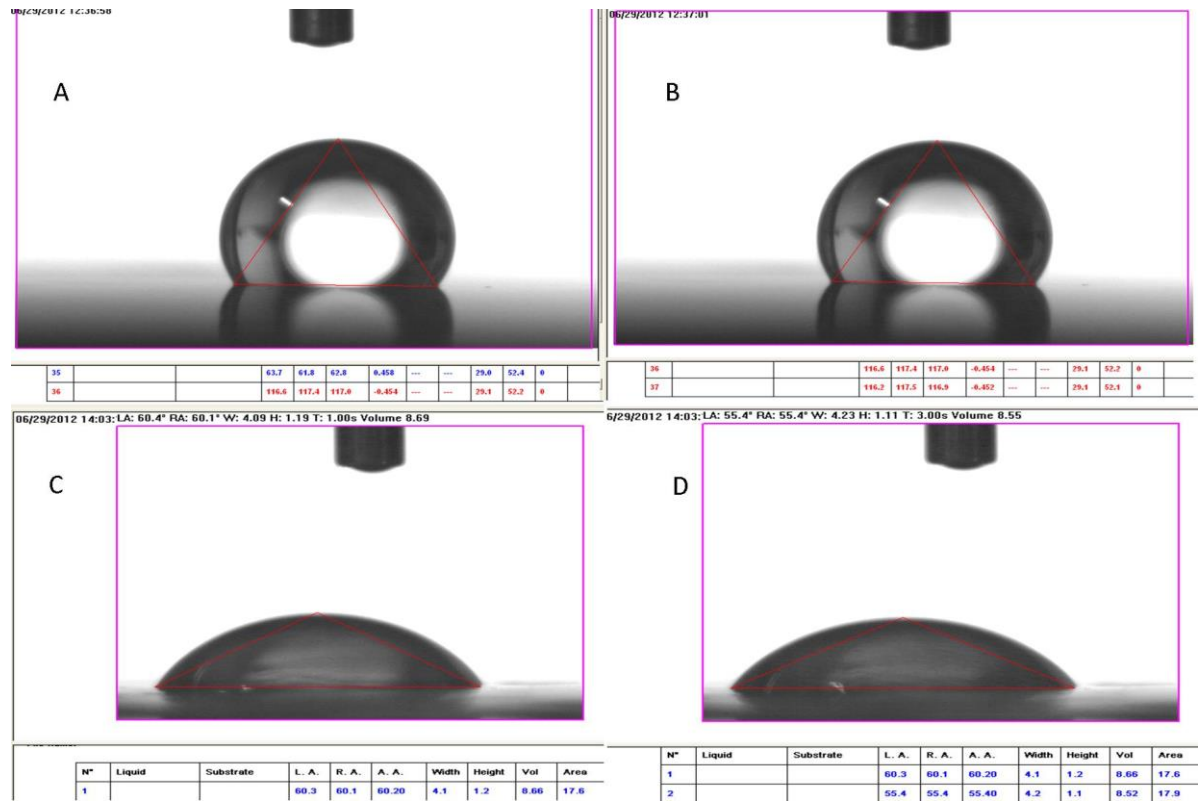 06/29/2012 12:36:58
A
35 63.7 61.8 62.8 0.458 --- --- 29.0 52.4 0
36 116.6 117.4 117.0 -0.454 --- --- 29.1 52.2 0
06/29/2012 12:37:01
B
36 116.6 117.4 117.0 -0.454 --- --- 29.1 52.2 0
37 116.2 117.5 116.9 -0.452 --- --- 29.1 52.1 0
06/29/2012 14:03: LA: 60.4° RA: 60.1° W: 4.09 H: 1.19 T: 1.00s Volume 8.69
C
N° Liquid Substrate L. A. R. A. A. A. Width Height Vol Area
1 60.3 60.1 60.20 4.1 1.2 8.66 17.6
6/29/2012 14:03: LA: 55.4° RA: 55.4° W: 4.23 H: 1.11 T: 3.00s Volume 8.55
D
N° Liquid Substrate L. A. R. A. A. A. Width Height Vol Area
1 60.3 60.1 60.20 4.1 1.2 8.66 17.6
2 55.4 55.4 55.40 4.2 1.1 8.52 17.9